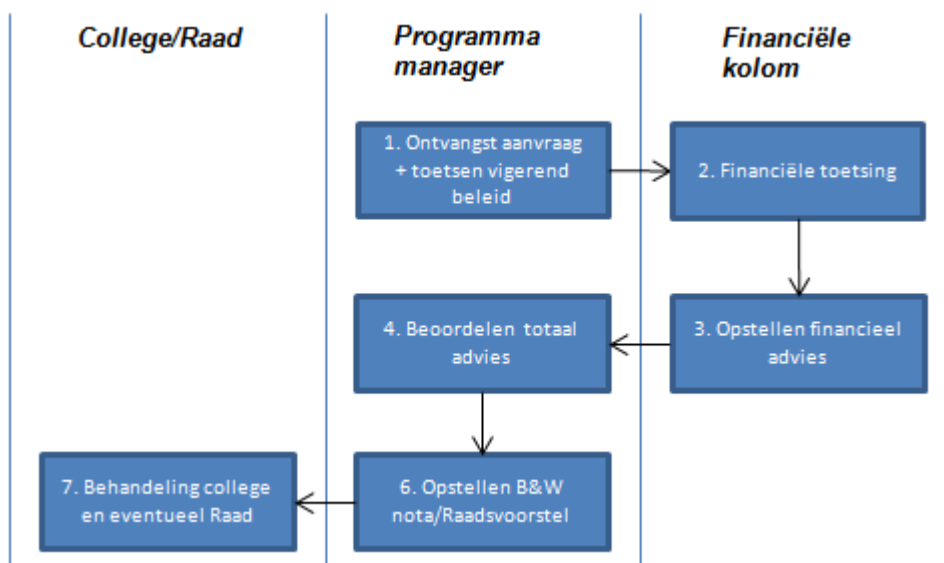 College/Raad
Programma
manager
Financiële
kolom
1. Ontvangst aanvraag
+ toetsen vigerend
beleid
2. Financiële toetsing
4. Beoordelen totaal
advies
3. Opstellen financieel
advies
7. Behandeling college
en eventueel Raad
6. Opstellen B&W
nota/Raadsvoorstel